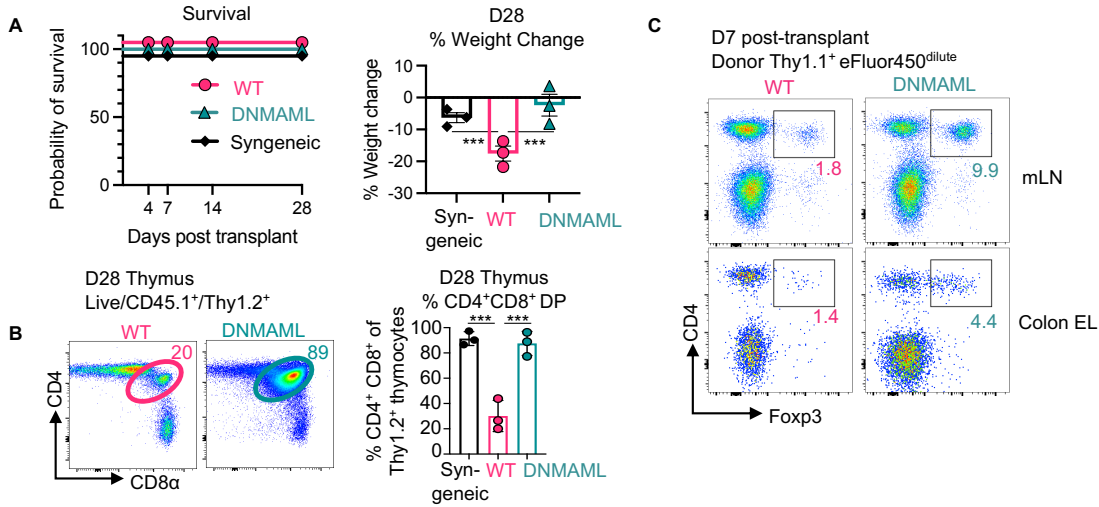 A
Survival
Probability of survival
100
50
0
WT
DNMAML
Syngeneic
4 7 14 28
Days post transplant
D28
% Weight Change
% Weight change
10
0
-10
-20
-30
*** ***
Syn-
geneic
WT
DNMAML
B
D28 Thymus
Live/CD45.1+/Thy1.2+
WT
DNMAML
20
89
CD4
CD8α
D28 Thymus
% CD4+CD8+ DP
*** ***
% CD4+ CD8+ of
Thy1.2+ thymocytes
100
80
60
40
20
0
Syn-
geneic
WT
DNMAML
C
D7 post-transplant
Donor Thy1.1+ eFluor450dilute
WT
DNMAML
1.8
9.9
mLN
1.4
4.4
Colon EL
CD4
Foxp3